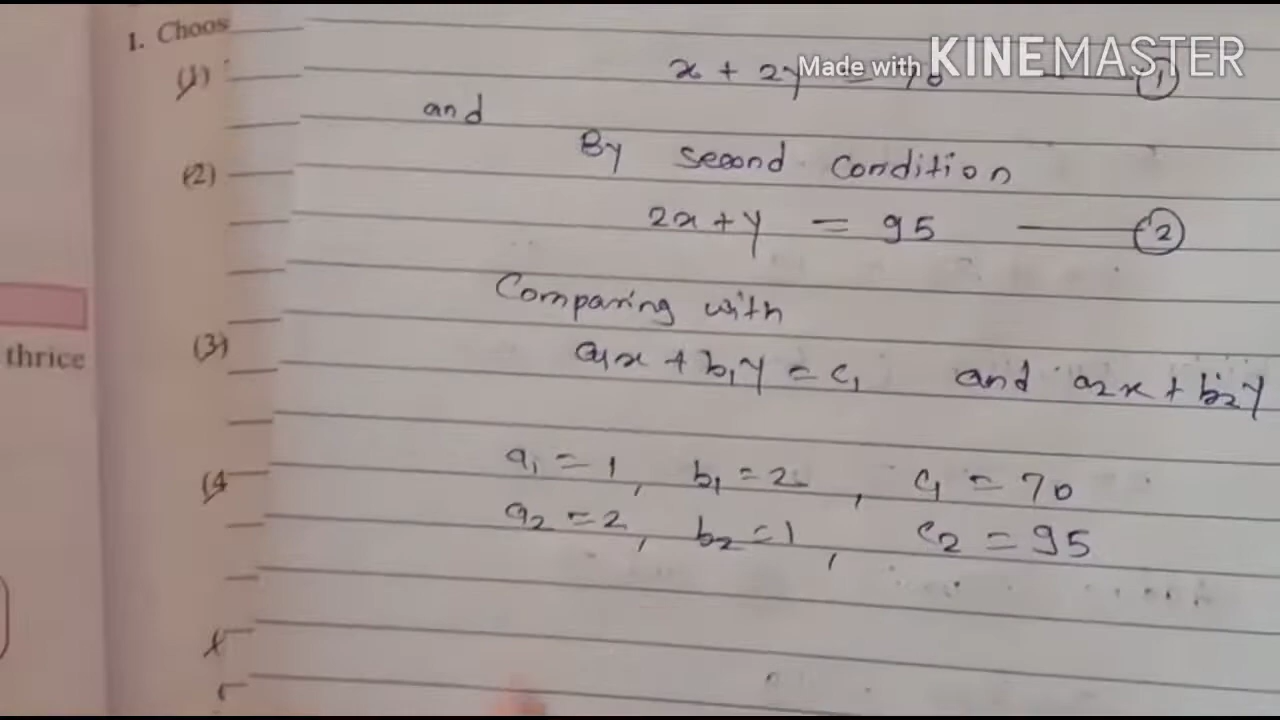 1. Choos
(1)
x + 2y = 70 —— ①
Made with KINEMASTER
and
(2)
By second condition
2x + y = 95 —— ②
Comparing with
thrice
(3)
a1x + b1y = c1 and a2x + b2y
(4
a1 = 1, b1 = 2, c1 = 70
a2 = 2, b2 = 1, c2 = 95